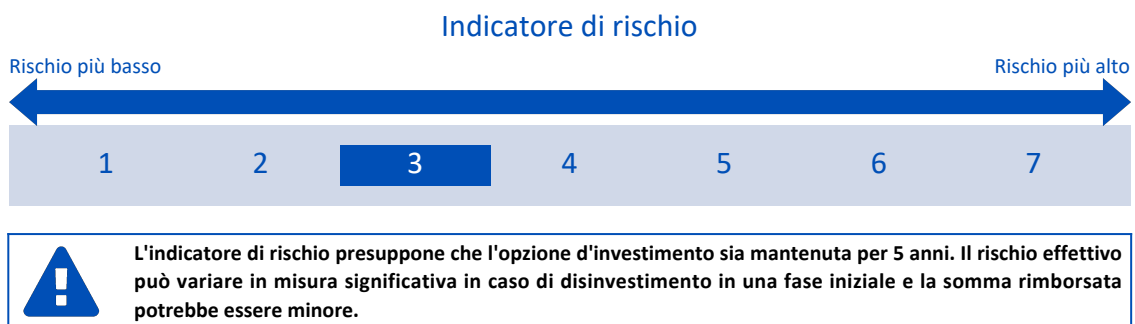 Indicatore di rischio
Rischio più basso Rischio più alto
1 2 3 4 5 6 7
L'indicatore di rischio presuppone che l'opzione d'investimento sia mantenuta per 5 anni. Il rischio effettivo
può variare in misura significativa in caso di disinvestimento in una fase iniziale e la somma rimborsata
potrebbe essere minore.